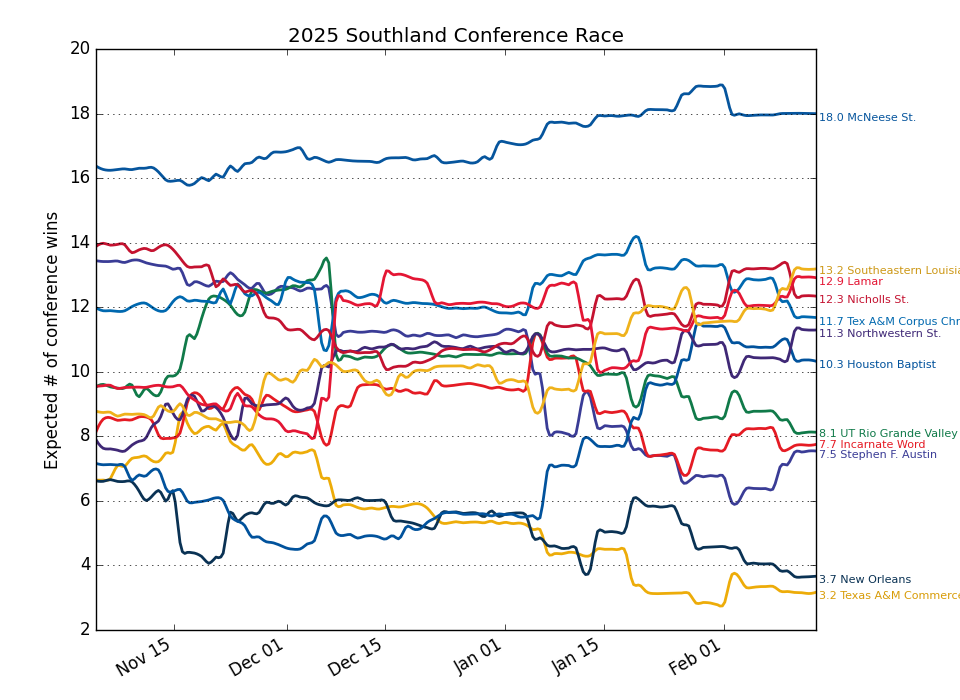 2025 Southland Conference Race
Expected # of conference wins
20
18
16
14
12
10
8
6
4
2
Nov 15
Dec 01
Dec 15
Jan 01
Jan 15
Feb 01
18.0 McNeese St.
13.2 Southeastern Louisia
12.9 Lamar
12.3 Nicholls St.
11.7 Tex A&M Corpus Chr
11.3 Northwestern St.
10.3 Houston Baptist
8.1 UT Rio Grande Valley
7.7 Incarnate Word
7.5 Stephen F. Austin
3.7 New Orleans
3.2 Texas A&M Commerce